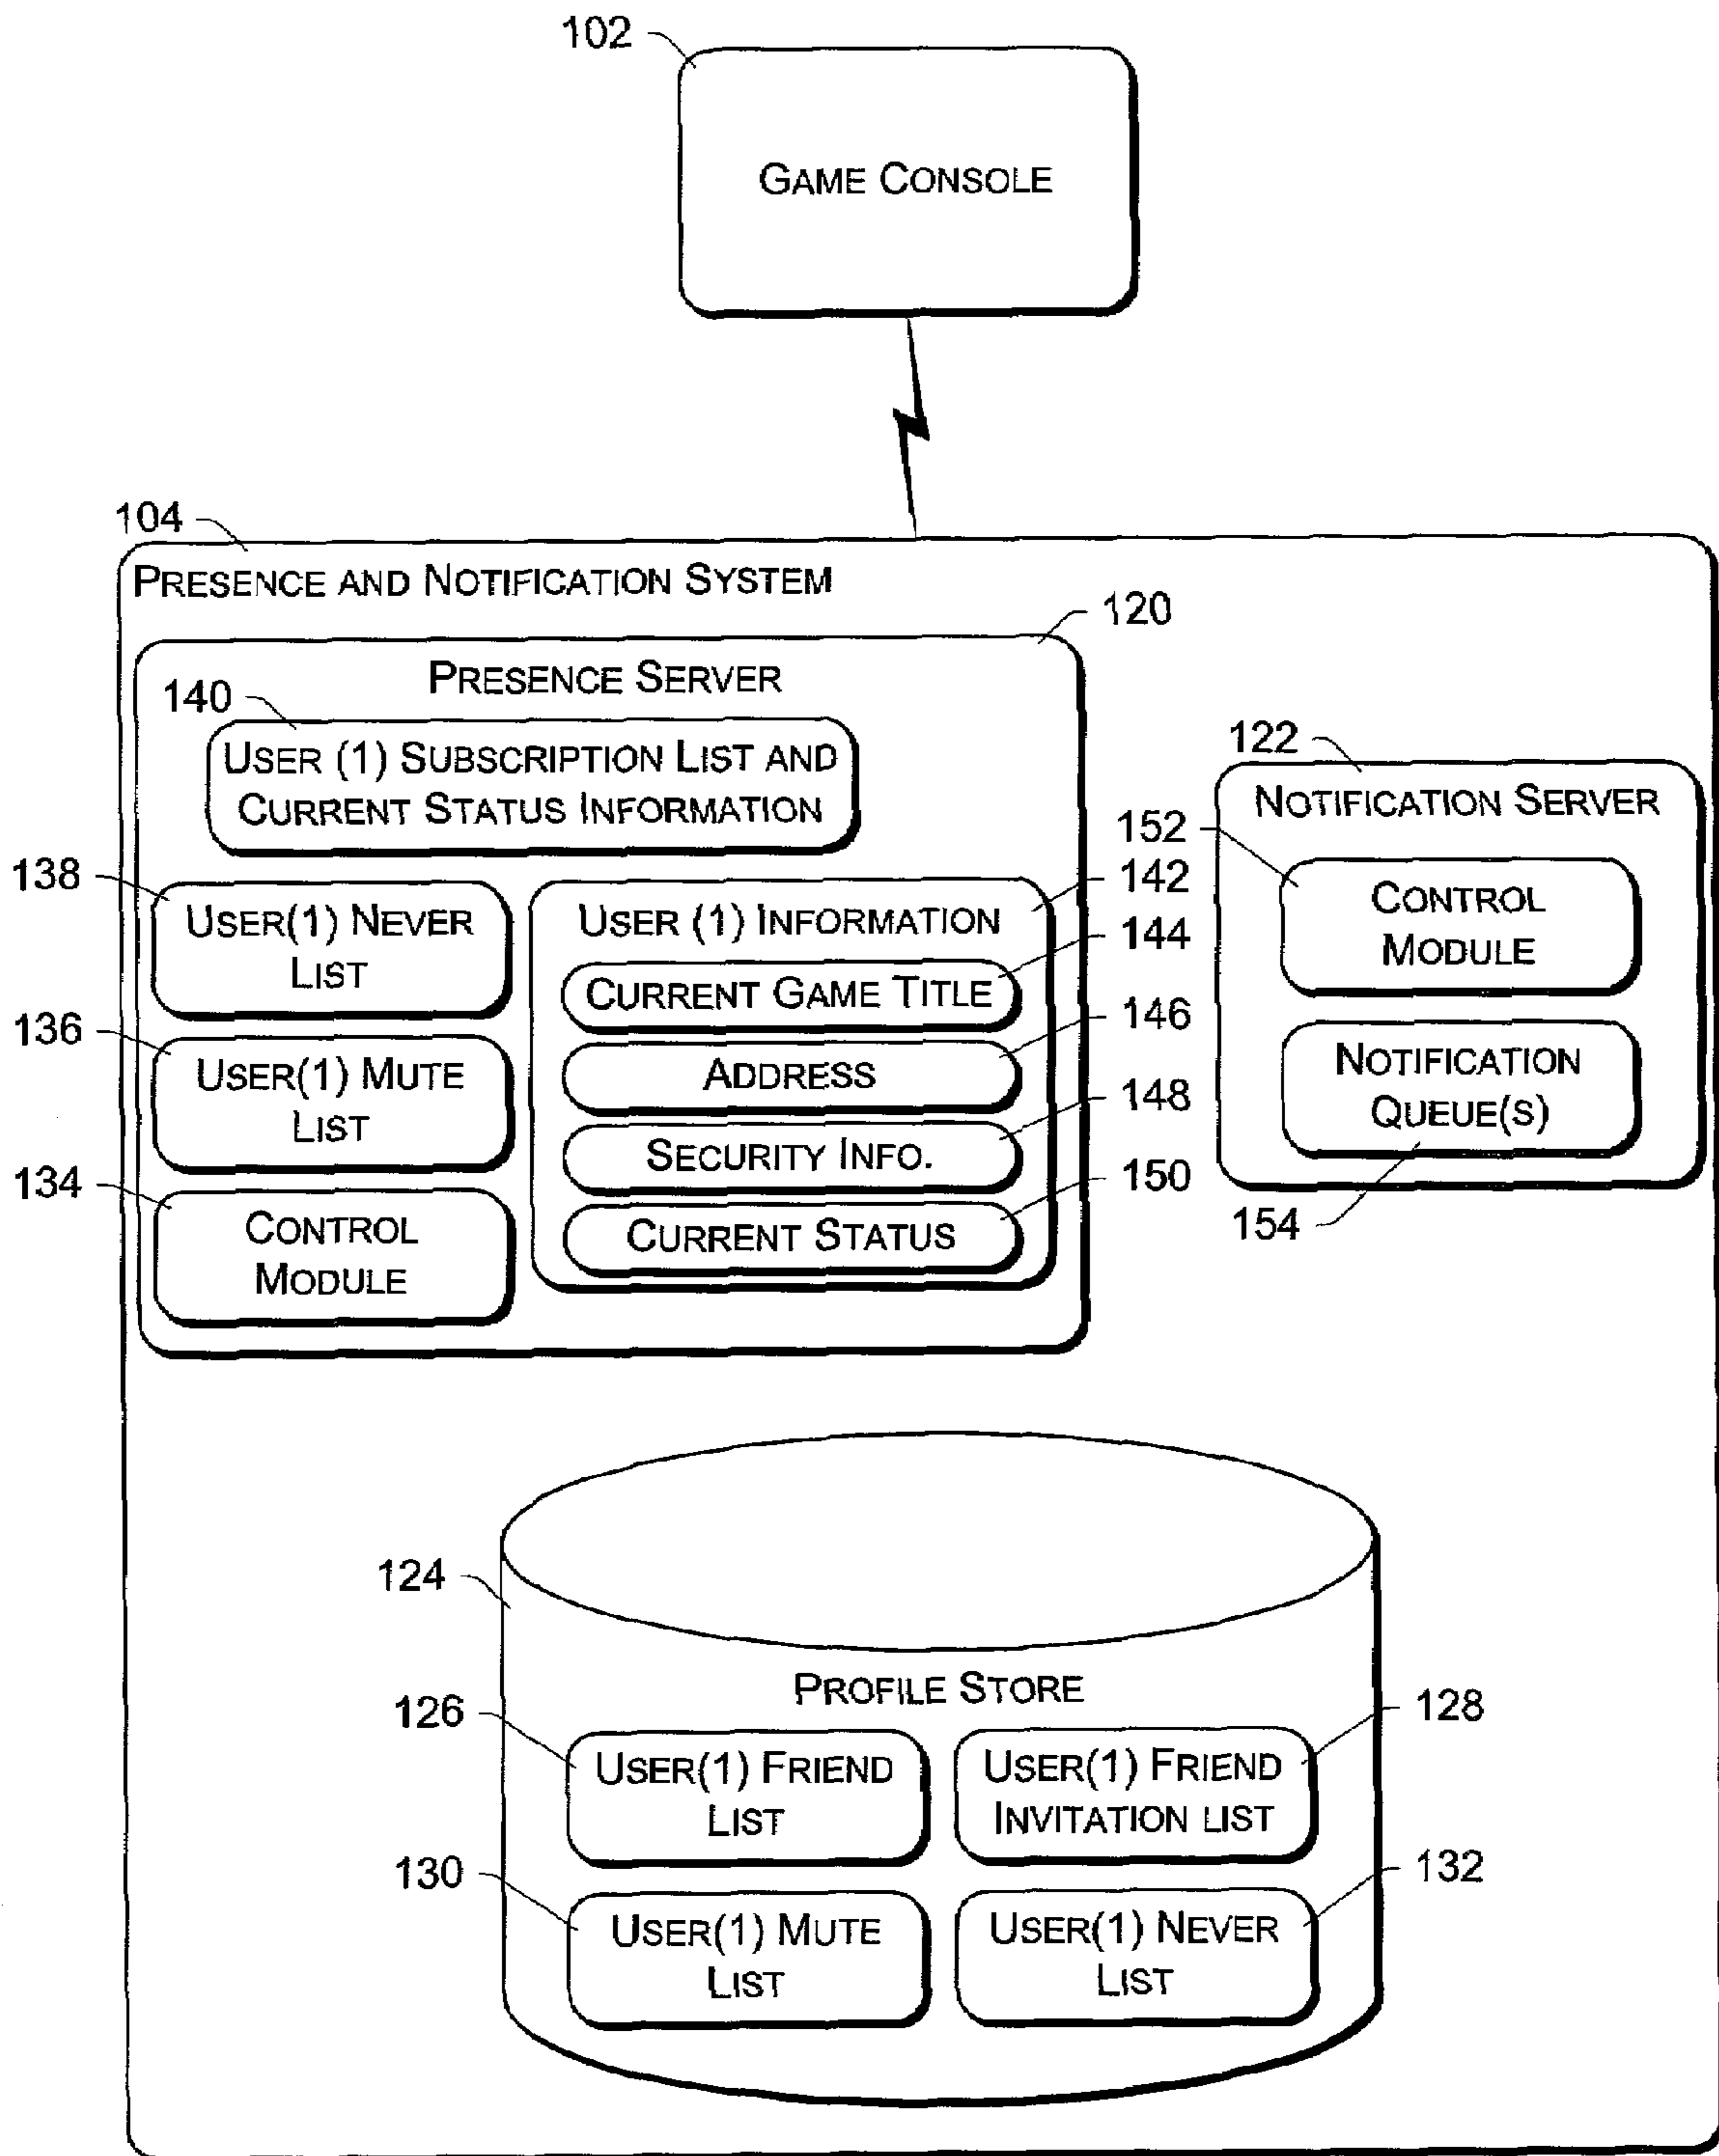 102
GAME CONSOLE
104
PRESENCE AND NOTIFICATION SYSTEM
120
PRESENCE SERVER
140
USER (1) SUBSCRIPTION LIST AND
CURRENT STATUS INFORMATION
138
USER(1) NEVER
LIST
136
USER(1) MUTE
LIST
134
CONTROL
MODULE
142
USER (1) INFORMATION
144
CURRENT GAME TITLE
146
ADDRESS
148
SECURITY INFO.
150
CURRENT STATUS
122
NOTIFICATION SERVER
152
CONTROL
MODULE
NOTIFICATION
QUEUE(S)
154
124
PROFILE STORE
126
USER(1) FRIEND
LIST
128
USER(1) FRIEND
INVITATION LIST
130
USER(1) MUTE
LIST
132
USER(1) NEVER
LIST